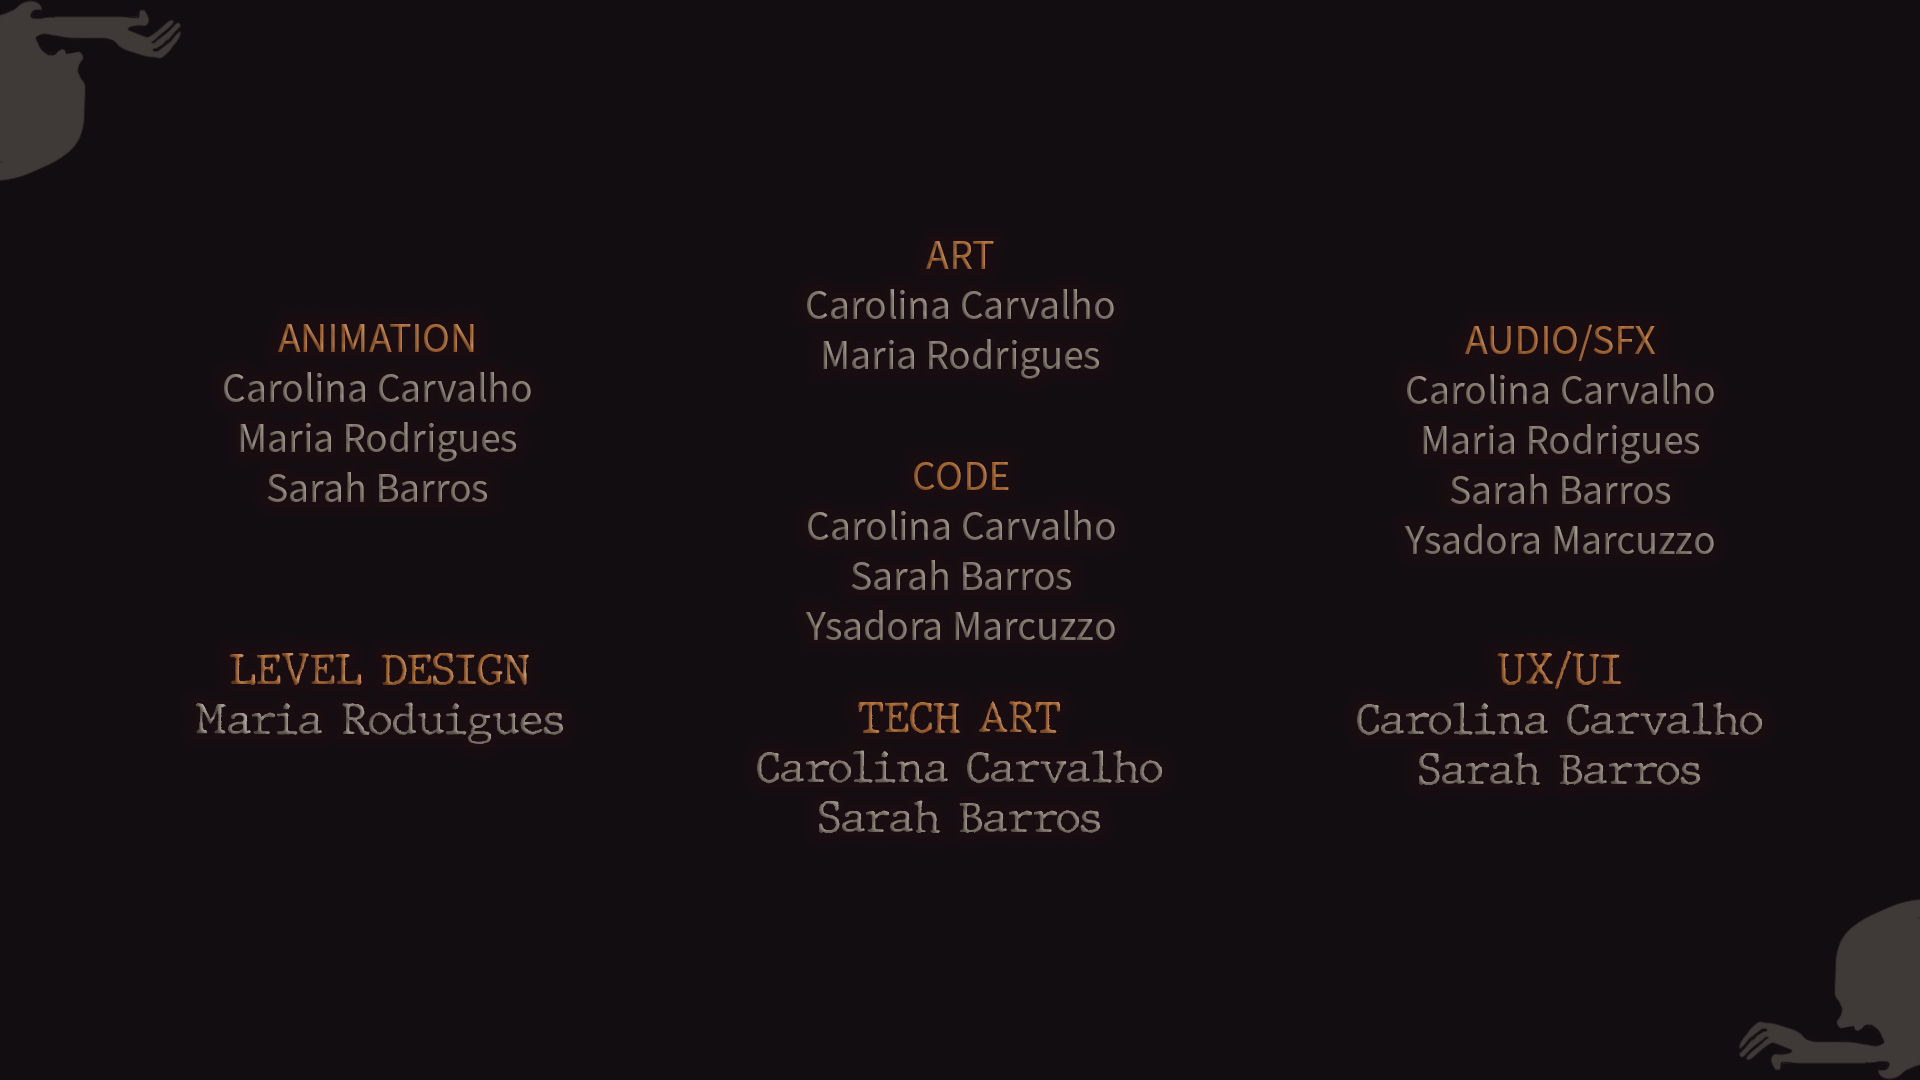 ANIMATION
Carolina Carvalho
Maria Rodrigues
Sarah Barros
LEVEL DESIGN
Maria Roduigues
ART
Carolina Carvalho
Maria Rodrigues
CODE
Carolina Carvalho
Sarah Barros
Ysadora Marcuzzo
TECH ART
Carolina Carvalho
Sarah Barros
AUDIO/SFX
Carolina Carvalho
Maria Rodrigues
Sarah Barros
Ysadora Marcuzzo
UX/UI
Carolina Carvalho
Sarah Barros